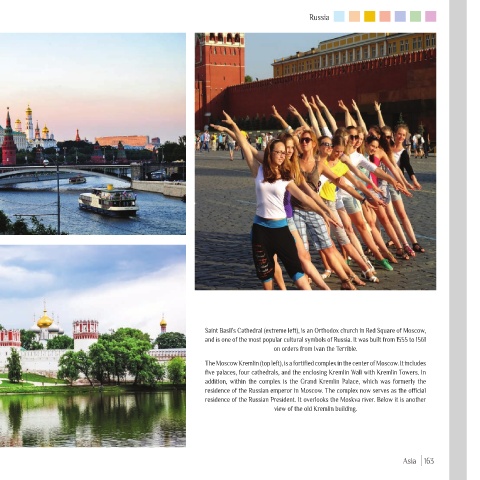 Russia
Saint Basil's Cathedral (extreme left), is an Orthodox church in Red Square of Moscow,
and is one of the most popular cultural symbols of Russia. It was built from 1555 to 1561
on orders from Ivan the Terrible.
The Moscow Kremlin (top left), is a fortified complex in the center of Moscow. It includes
five palaces, four cathedrals, and the enclosing Kremlin Wall with Kremlin Towers. In
addition, within the complex is the Grand Kremlin Palace, which was formerly the
residence of the Russian emperor in Moscow. The complex now serves as the official
residence of the Russian President. It overlooks the Moskva river. Below it is another
view of the old Kremlin building.
Asia | 163